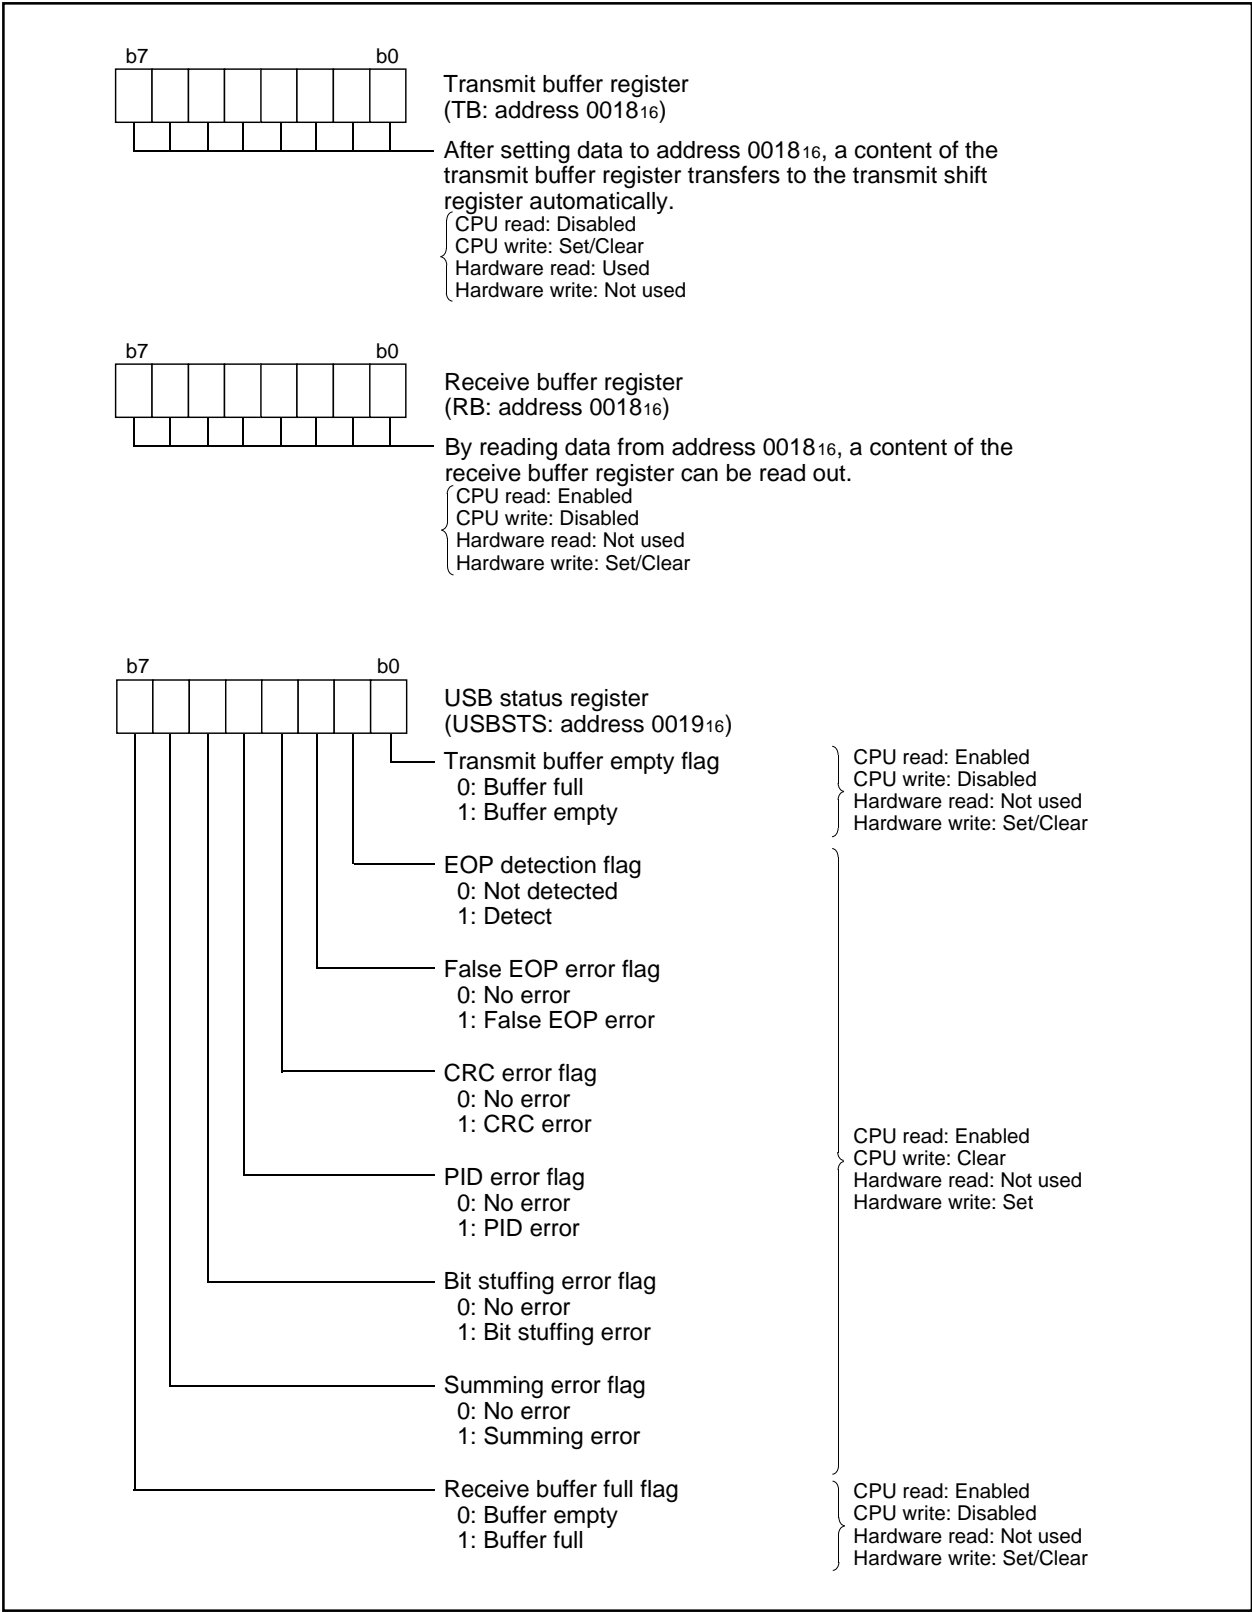 b7 b0
Transmit buffer register
(TB: address 001816)
After setting data to address 001816, a content of the
transmit buffer register transfers to the transmit shift
register automatically.
CPU read: Disabled
CPU write: Set/Clear
Hardware read: Used
Hardware write: Not used
b7 b0
Receive buffer register
(RB: address 001816)
By reading data from address 001816, a content of the
receive buffer register can be read out.
CPU read: Enabled
CPU write: Disabled
Hardware read: Not used
Hardware write: Set/Clear
b7 b0
USB status register
(USBSTS: address 001916)
Transmit buffer empty flag
0: Buffer full
1: Buffer empty
CPU read: Enabled
CPU write: Disabled
Hardware read: Not used
Hardware write: Set/Clear
EOP detection flag
0: Not detected
1: Detect
False EOP error flag
0: No error
1: False EOP error
CRC error flag
0: No error
1: CRC error
PID error flag
0: No error
1: PID error
CPU read: Enabled
CPU write: Clear
Hardware read: Not used
Hardware write: Set
Bit stuffing error flag
0: No error
1: Bit stuffing error
Summing error flag
0: No error
1: Summing error
Receive buffer full flag
0: Buffer empty
1: Buffer full
CPU read: Enabled
CPU write: Disabled
Hardware read: Not used
Hardware write: Set/Clear